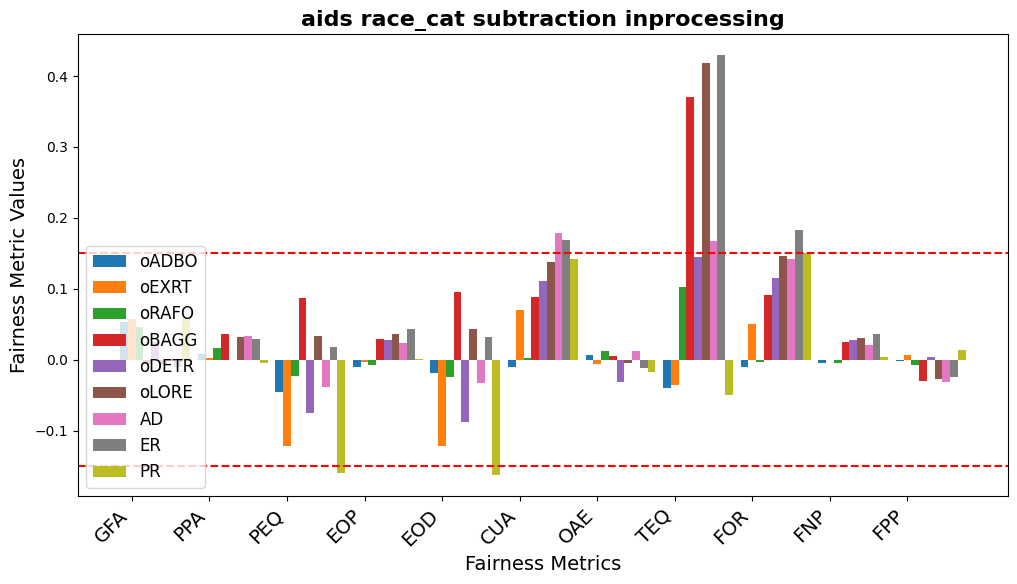 aids race_cat subtraction inprocessing
Fairness Metric Values
0.4
0.3
0.2
0.1
0.0
−0.1
oADBO
oEXRT
oRAFO
oBAGG
oDETR
oLORE
AD
ER
PR
GFA
PPA
PEQ
EOP
EOD
CUA
OAE
TEQ
FOR
FNP
FPP
Fairness Metrics